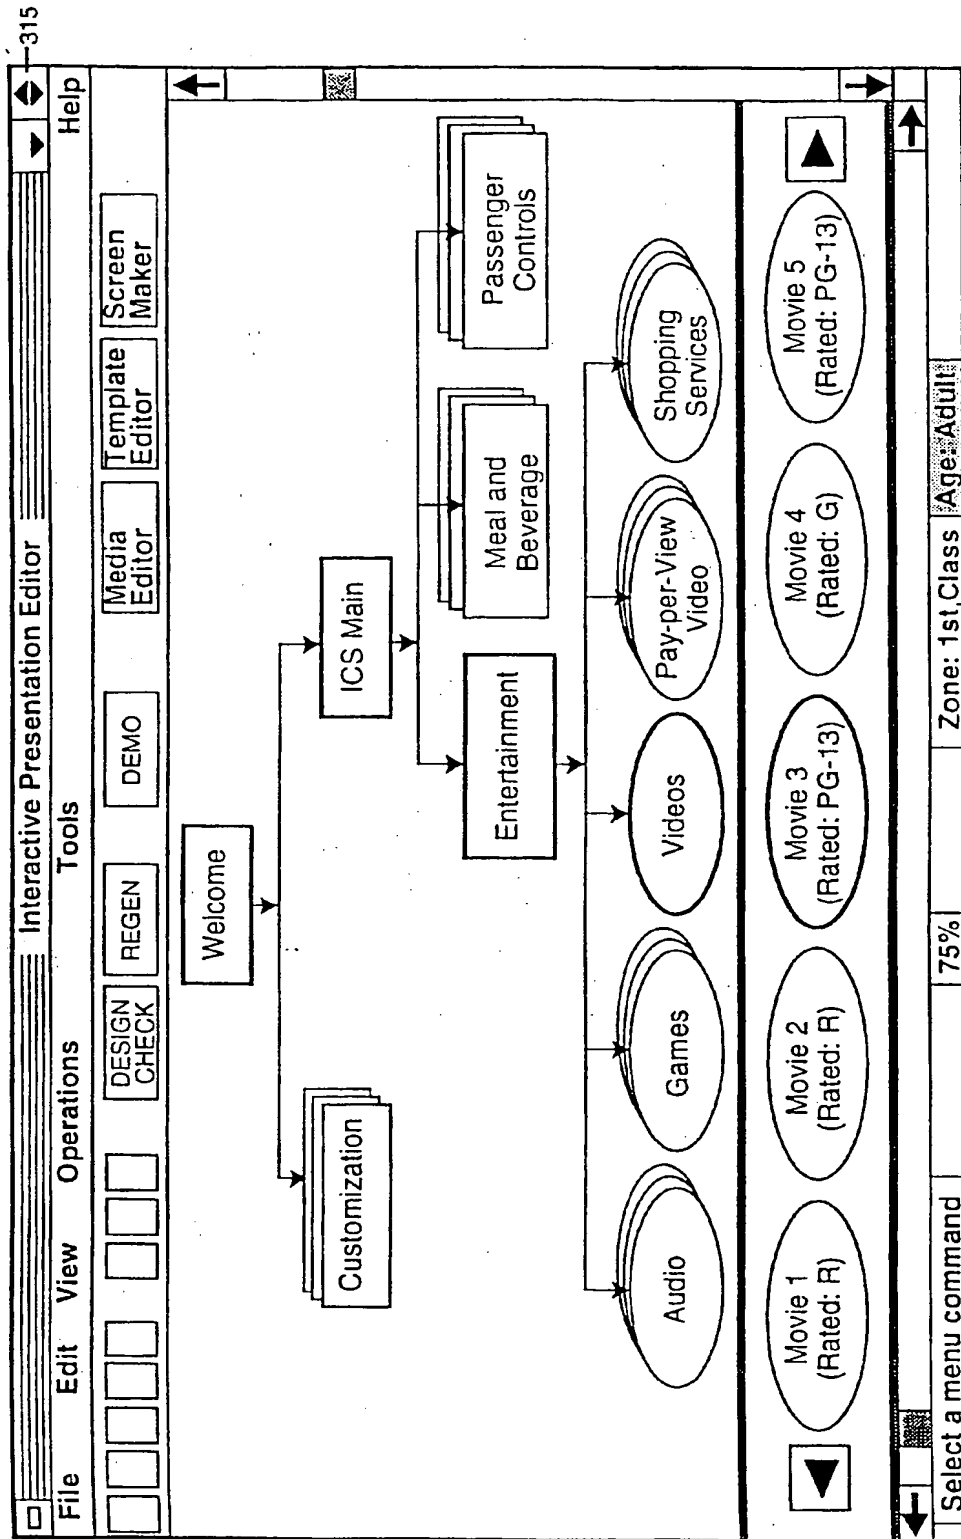 315
Interactive Presentation Editor
File Edit View Operations Tools Help
DESIGN
CHECK
REGEN
DEMO
Media
Editor
Template
Editor
Screen
Maker
Welcome
Customization
ICS Main
Entertainment
Meal and
Beverage
Passenger
Controls
Audio
Games
Videos
Pay-per-View
Video
Shopping
Services
Movie 1
(Rated: R)
Movie 2
(Rated: R)
Movie 3
(Rated: PG-13)
Movie 4
(Rated: G)
Movie 5
(Rated: PG-13)
Select a menu command 75% Zone: 1st,Class Age: Adult